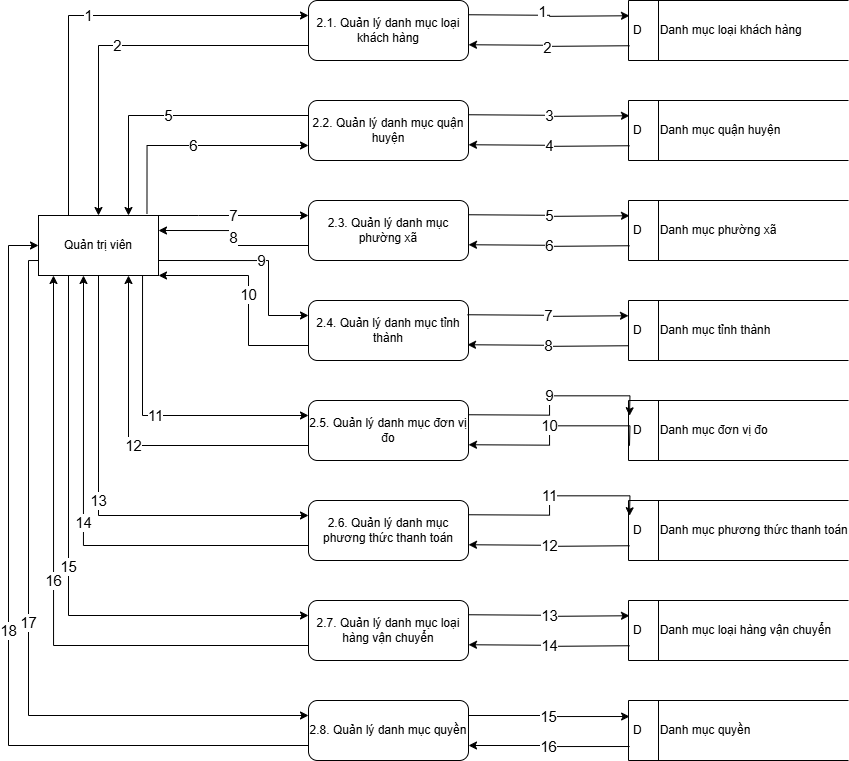 1
2.1. Quản lý danh mục loại
khách hàng
1.
D
Danh mục loại khách hàng
2
2
5
2.2. Quản lý danh mục quận
huyện
3
D
Danh mục quận huyện
6
4
Quản trị viên
7
8
2.3. Quản lý danh mục
phường xã
5
D
Danh mục phường xã
6
9
10
2.4. Quản lý danh mục tỉnh
thành
7
D
Danh mục tỉnh thành
8
11
12
2.5. Quản lý danh mục đơn vị
đo
9
10
D
Danh mục đơn vị đo
13
14
2.6. Quản lý danh mục
phương thức thanh toán
11
D
Danh mục phương thức thanh toán
12
15
16
2.7. Quản lý danh mục loại
hàng vận chuyển
13
D
Danh mục loại hàng vận chuyển
14
17
18
2.8. Quản lý danh mục quyền
15
D
Danh mục quyền
16